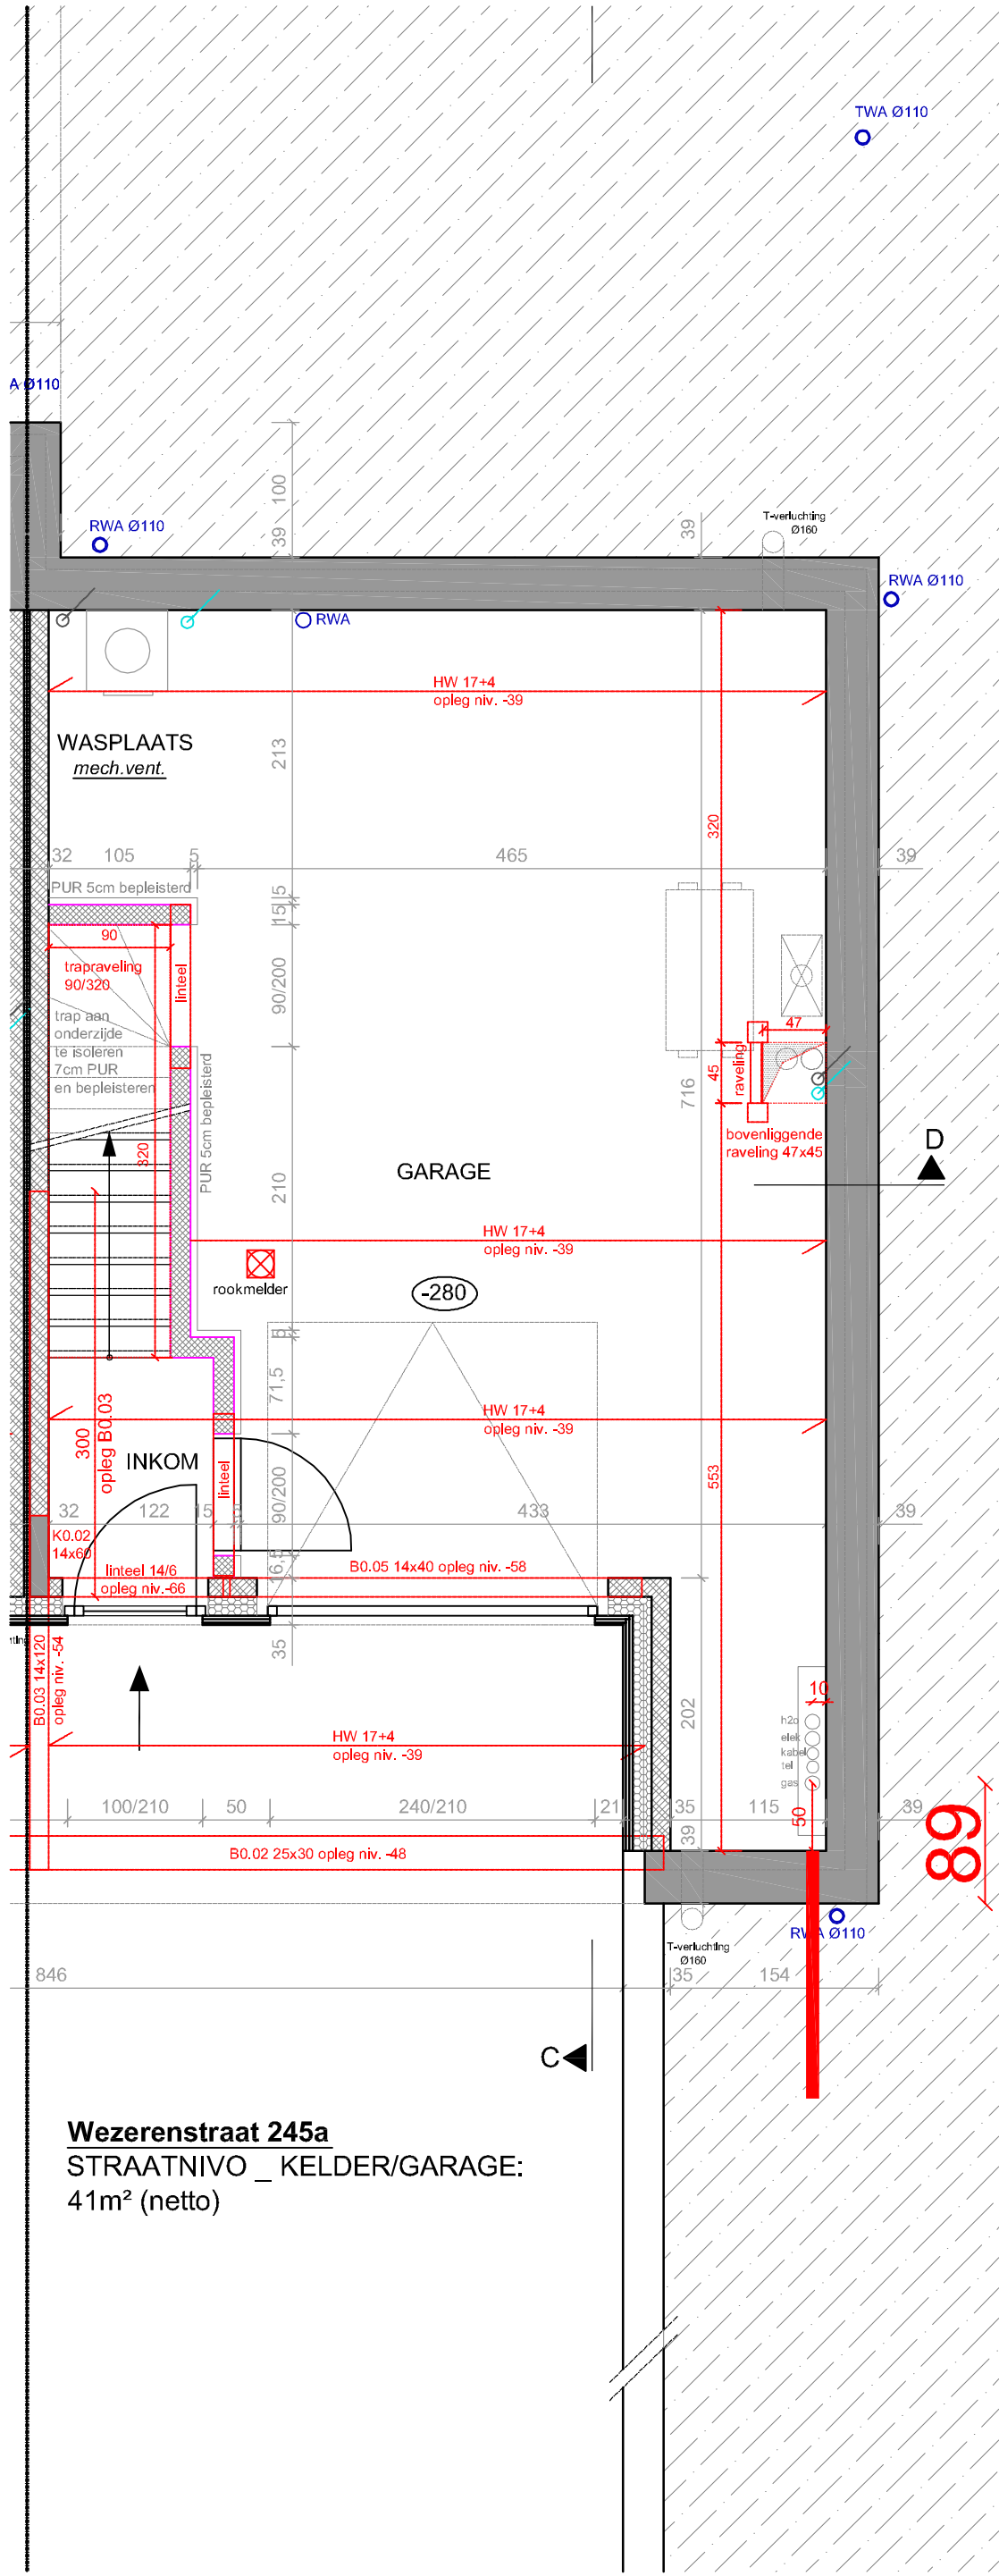 TWA Ø110
A Ø110
100
39
39
T-verluchting
Ø160
RWA Ø110
RWA Ø110
RWA
HW 17+4
opleg niv. -39
WASPLAATS
mech.vent.
213
320
32
105
5
465
39
PUR 5cm bepleisterd
5
15
90
trapraveling
90/320
linteel
90/200
trap aan
onderzijde
te isoleren
7cm PUR
en bepleisteren
47
45
raveling
716
bovenliggende
raveling 47x45
PUR 5cm bepleisterd
320
210
GARAGE
D
HW 17+4
opleg niv. -39
rookmelder
-280
5
71,5
300
opleg B0.03
HW 17+4
opleg niv. -39
INKOM
linteel
90/200
553
32
122
15
5
433
39
K0.02
14x60
linteel 14/6
opleg niv.-66
16,5
B0.05 14x40 opleg niv. -58
35
B0.03 14x120
opleg niv. -54
202
10
h2o
elek
kabel
tel
gas
HW 17+4
opleg niv. -39
100/210
50
240/210
21
35
115
50
39
39
89
B0.02 25x30 opleg niv. -48
RWA Ø110
T-verluchting
Ø160
846
35
154
C
Wezerenstraat 245a
STRAATNIVO _ KELDER/GARAGE:
41m² (netto)